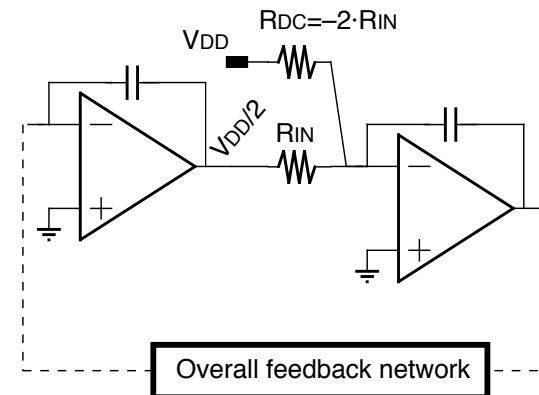 RDC=–2·RIN
VDD
VDD/2
RIN
−
−
+
+
Overall feedback network